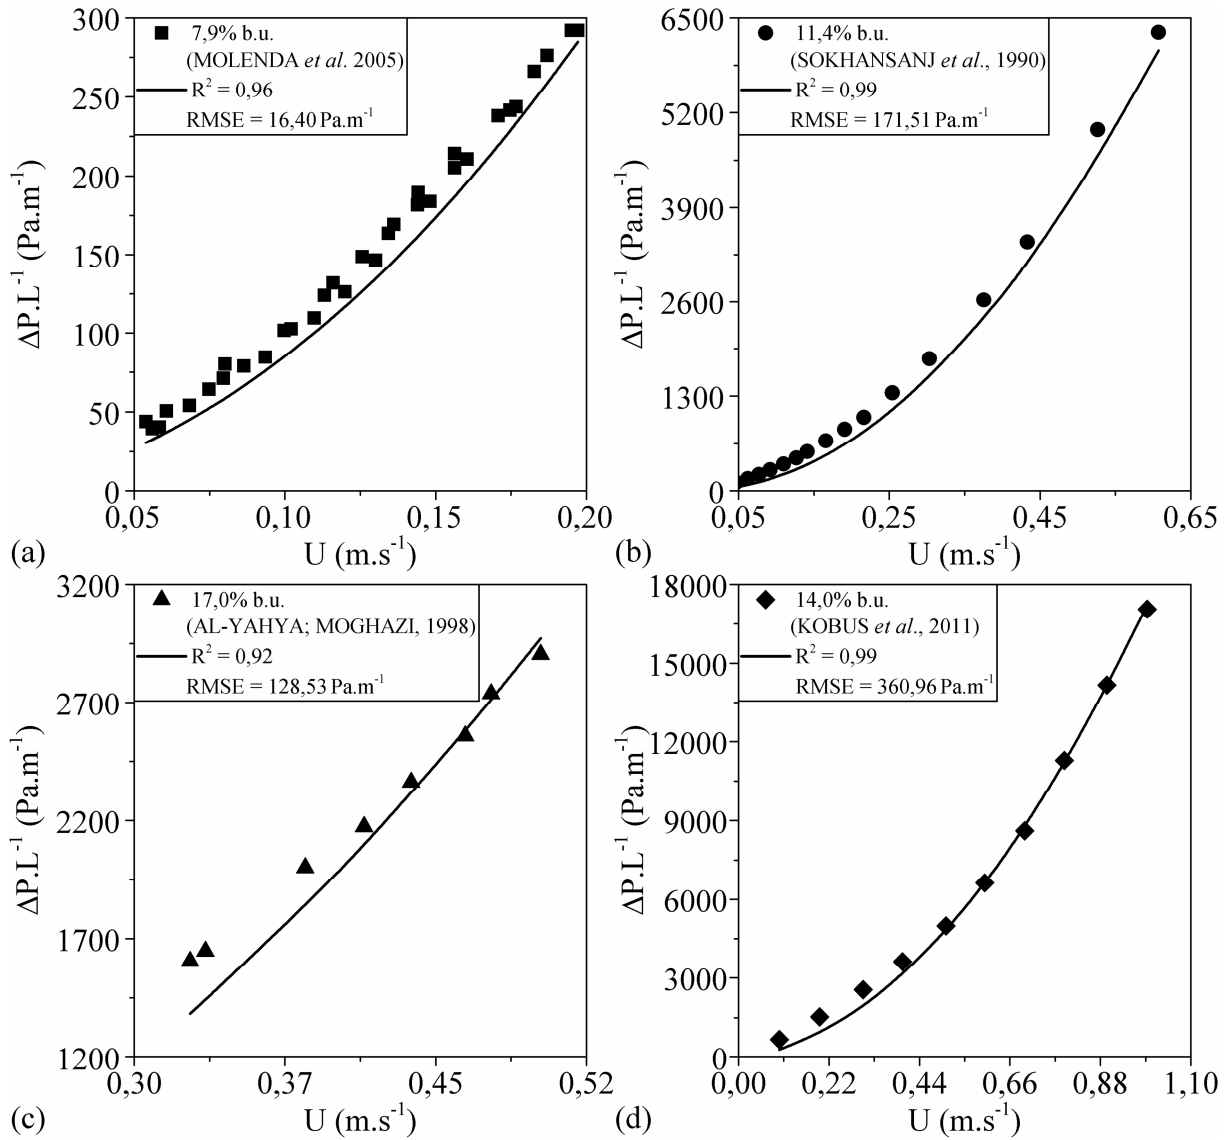 300
250
200
150
100
50
0
ΔP.L⁻¹ (Pa.m⁻¹)
7,9% b.u.
(MOLENDA et al. 2005)
R² = 0,96
RMSE = 16,40 Pa.m⁻¹
0,05 0,10 0,15 0,20
(a) U (m.s⁻¹)
6500
5200
3900
2600
1300
0
ΔP.L⁻¹ (Pa.m⁻¹)
11,4% b.u.
(SOKHANSANJ et al., 1990)
R² = 0,99
RMSE = 171,51 Pa.m⁻¹
0,05 0,25 0,45 0,65
(b) U (m.s⁻¹)
3200
2700
2200
1700
1200
ΔP.L⁻¹ (Pa.m⁻¹)
17,0% b.u.
(AL-YAHYA; MOGHAZI, 1998)
R² = 0,92
RMSE = 128,53 Pa.m⁻¹
0,30 0,37 0,45 0,52
(c) U (m.s⁻¹)
18000
15000
12000
9000
6000
3000
0
ΔP.L⁻¹ (Pa.m⁻¹)
14,0% b.u.
(KOBUS et al., 2011)
R² = 0,99
RMSE = 360,96 Pa.m⁻¹
0,00 0,22 0,44 0,66 0,88 1,10
(d) U (m.s⁻¹)